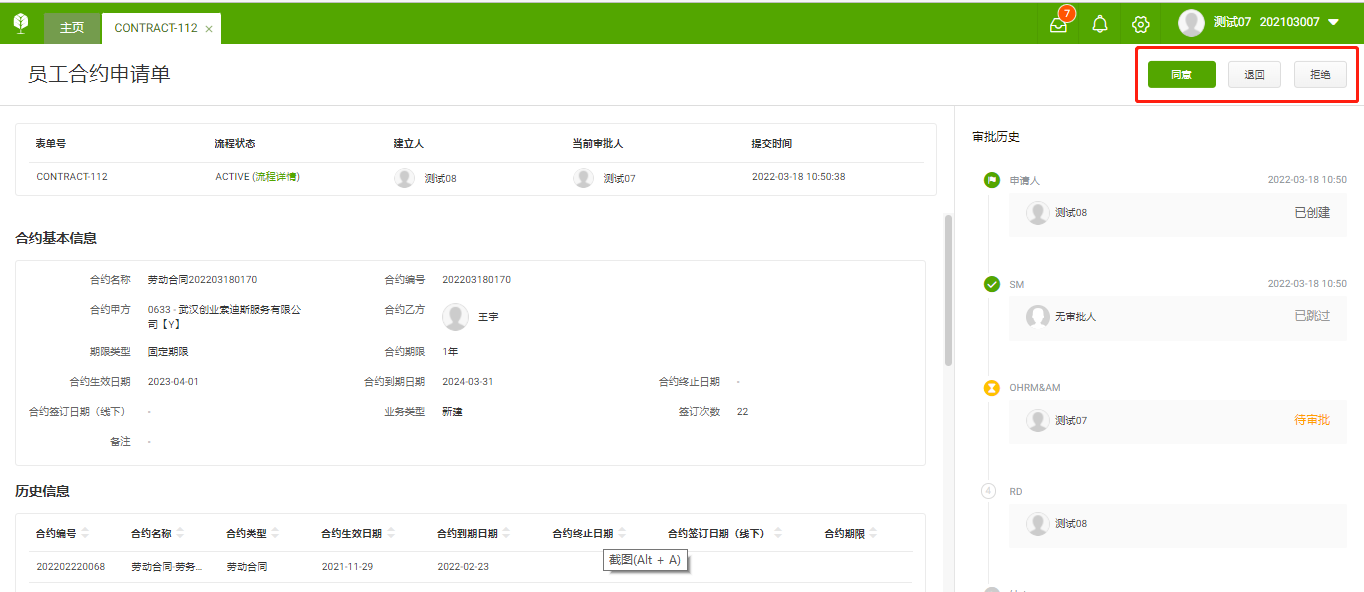 主页
CONTRACT-112 ×
7
测试07 202103007
员工合约申请单
同意
退回
拒绝
表单号 流程状态 建立人 当前审批人 提交时间
CONTRACT-112 ACTIVE (流程详情) 测试08 测试07 2022-03-18 10:50:38
合约基本信息
合约名称 劳动合同202203180170 合约编号 202203180170
合约甲方 0633 - 武汉创业索迪斯服务有限公
司【Y】
合约乙方 王宇
期限类型 固定期限 合约期限 1年
合约生效日期 2023-04-01 合约到期日期 2024-03-31 合约终止日期 -
合约签订日期（线下） - 业务类型 新建 签订次数 22
备注 -
历史信息
合约编号 合约名称 合约类型 合约生效日期 合约到期日期 合约终止日期 合约签订日期（线下） 合约期限
202202220068 劳动合同-劳务... 劳动合同 2021-11-29 2022-02-23
截图(Alt + A)
审批历史
申请人 2022-03-18 10:50
测试08 已创建
SM 2022-03-18 10:50
无审批人 已跳过
OHRM&AM
测试07 待审批
4 RD
测试08